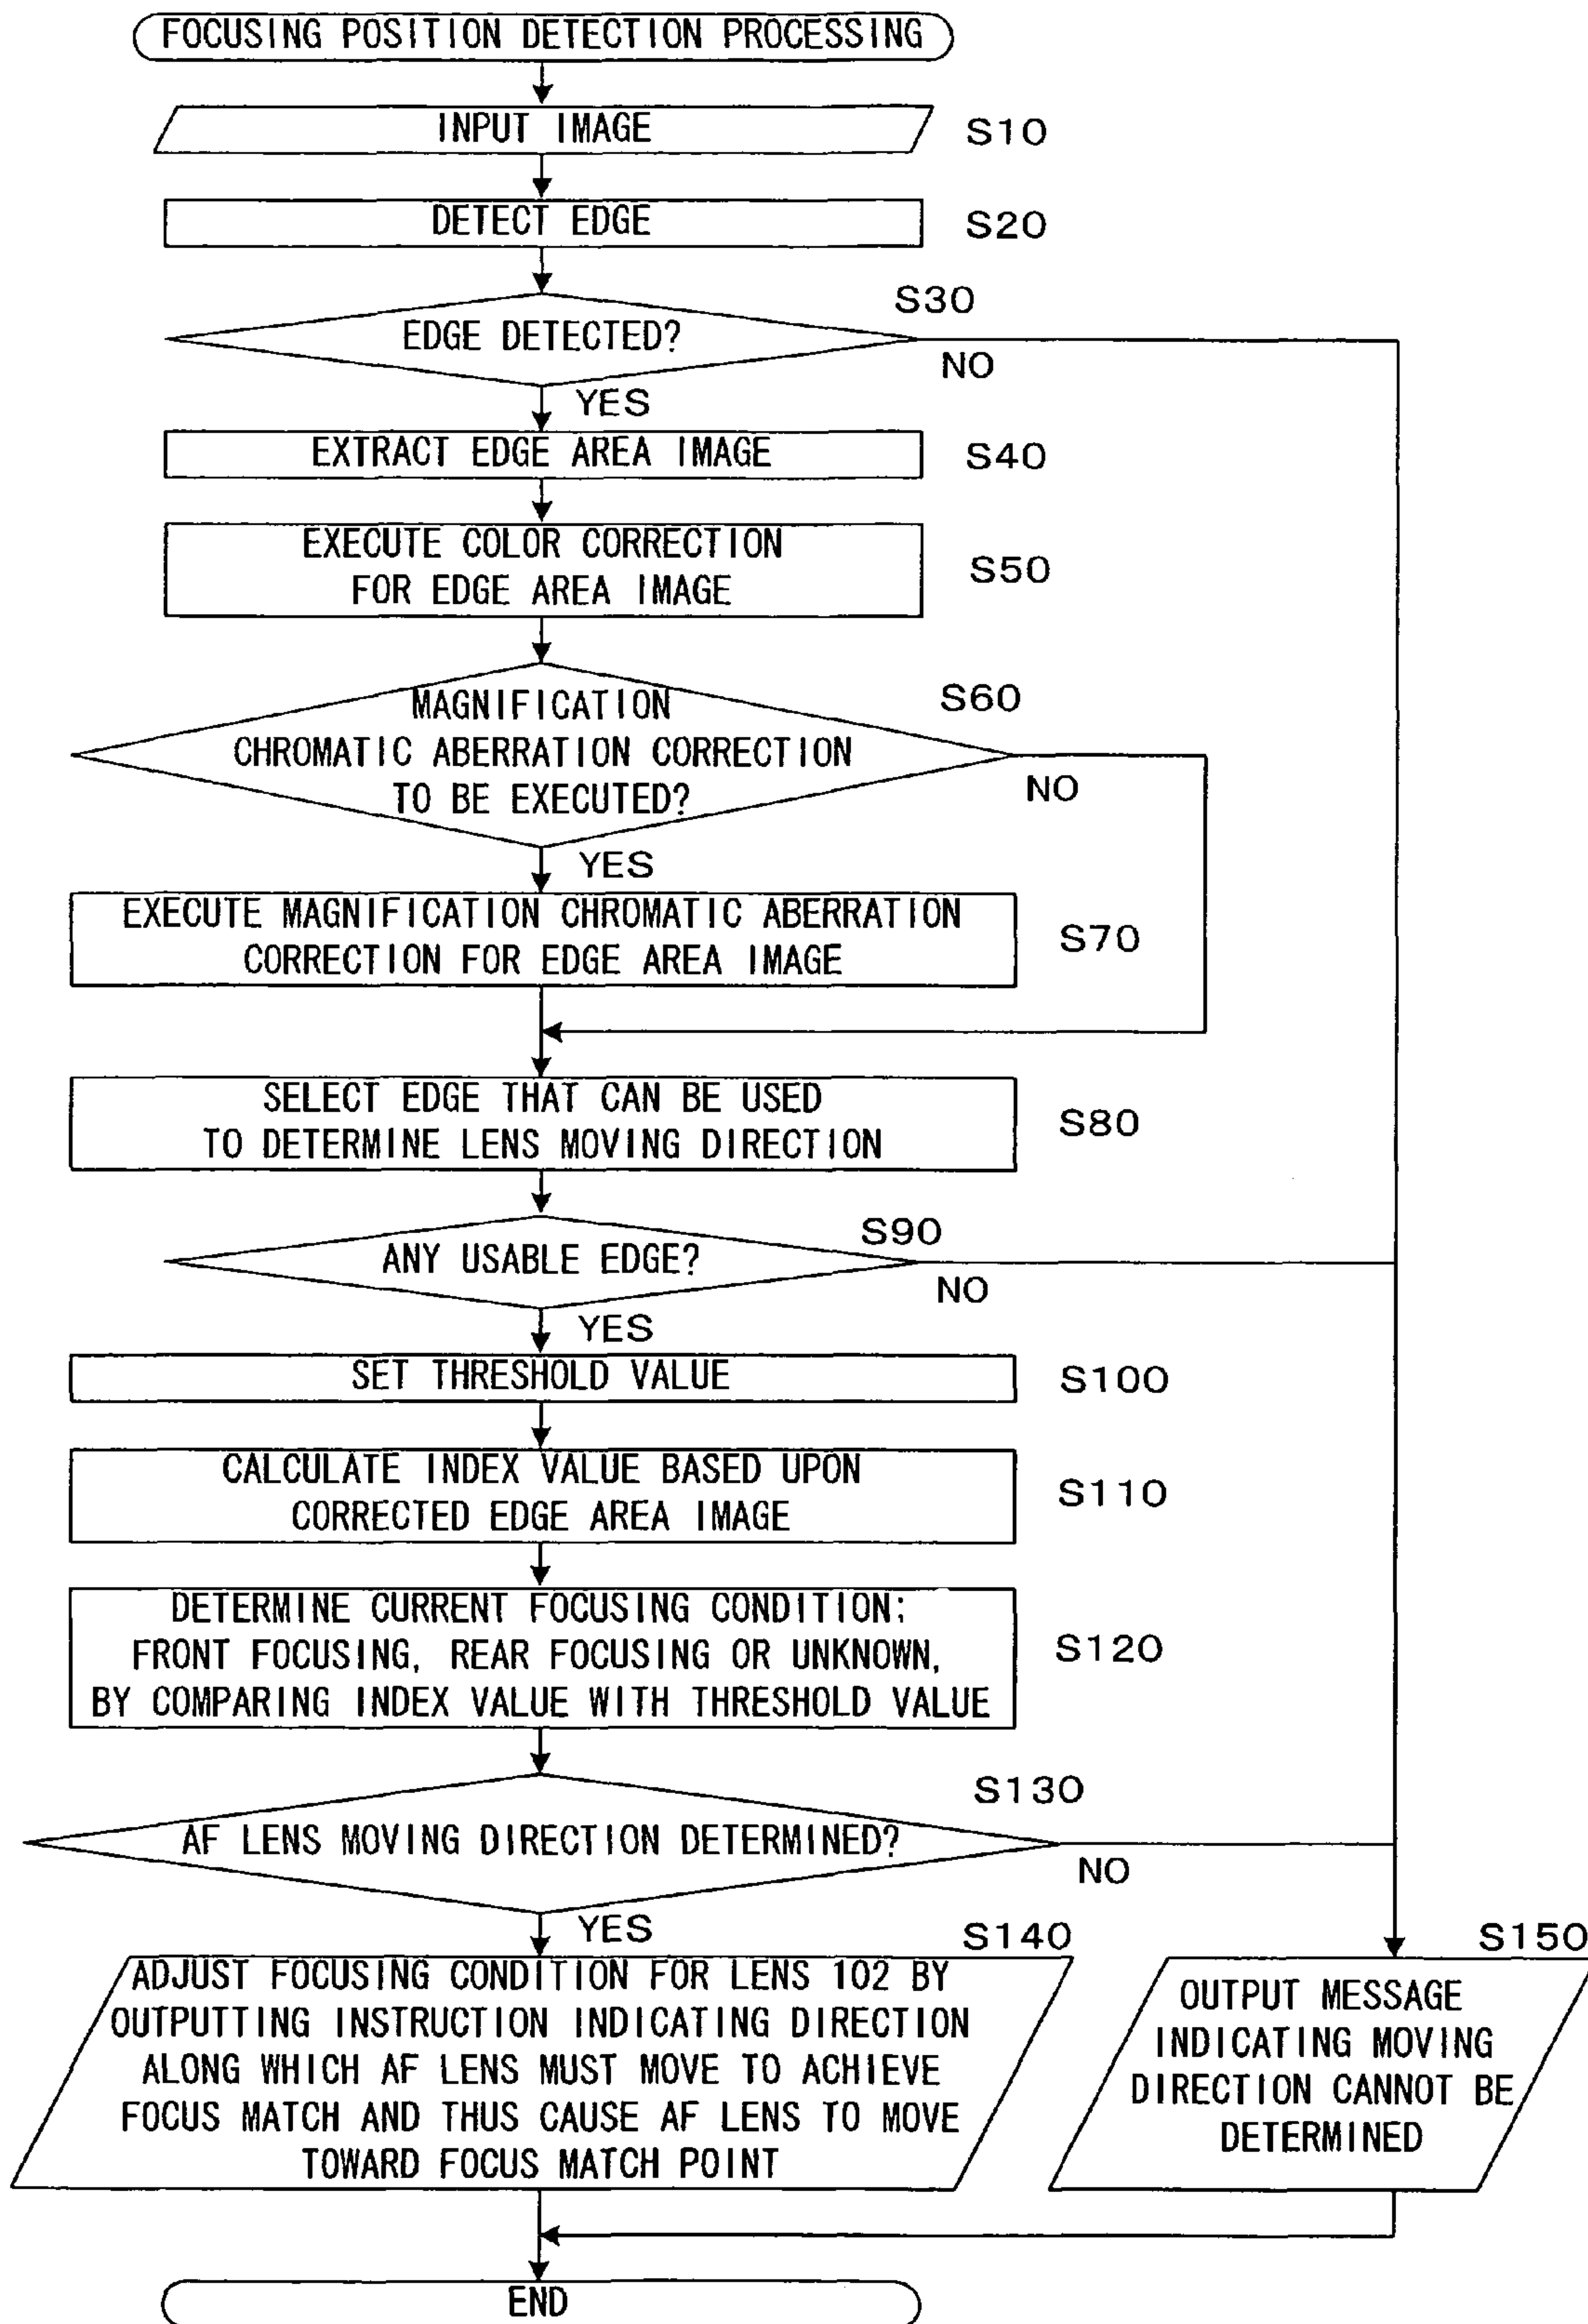 FOCUSING POSITION DETECTION PROCESSING
INPUT IMAGE
S10
DETECT EDGE
S20
S30
EDGE DETECTED?
NO
YES
EXTRACT EDGE AREA IMAGE
S40
EXECUTE COLOR CORRECTION
FOR EDGE AREA IMAGE
S50
S60
MAGNIFICATION
CHROMATIC ABERRATION CORRECTION
TO BE EXECUTED?
NO
YES
EXECUTE MAGNIFICATION CHROMATIC ABERRATION
CORRECTION FOR EDGE AREA IMAGE
S70
SELECT EDGE THAT CAN BE USED
TO DETERMINE LENS MOVING DIRECTION
S80
S90
ANY USABLE EDGE?
NO
YES
SET THRESHOLD VALUE
S100
CALCULATE INDEX VALUE BASED UPON
CORRECTED EDGE AREA IMAGE
S110
DETERMINE CURRENT FOCUSING CONDITION;
FRONT FOCUSING, REAR FOCUSING OR UNKNOWN,
BY COMPARING INDEX VALUE WITH THRESHOLD VALUE
S120
S130
AF LENS MOVING DIRECTION DETERMINED?
NO
YES
S140
ADJUST FOCUSING CONDITION FOR LENS 102 BY
OUTPUTTING INSTRUCTION INDICATING DIRECTION
ALONG WHICH AF LENS MUST MOVE TO ACHIEVE
FOCUS MATCH AND THUS CAUSE AF LENS TO MOVE
TOWARD FOCUS MATCH POINT
S150
OUTPUT MESSAGE
INDICATING MOVING
DIRECTION CANNOT BE
DETERMINED
END